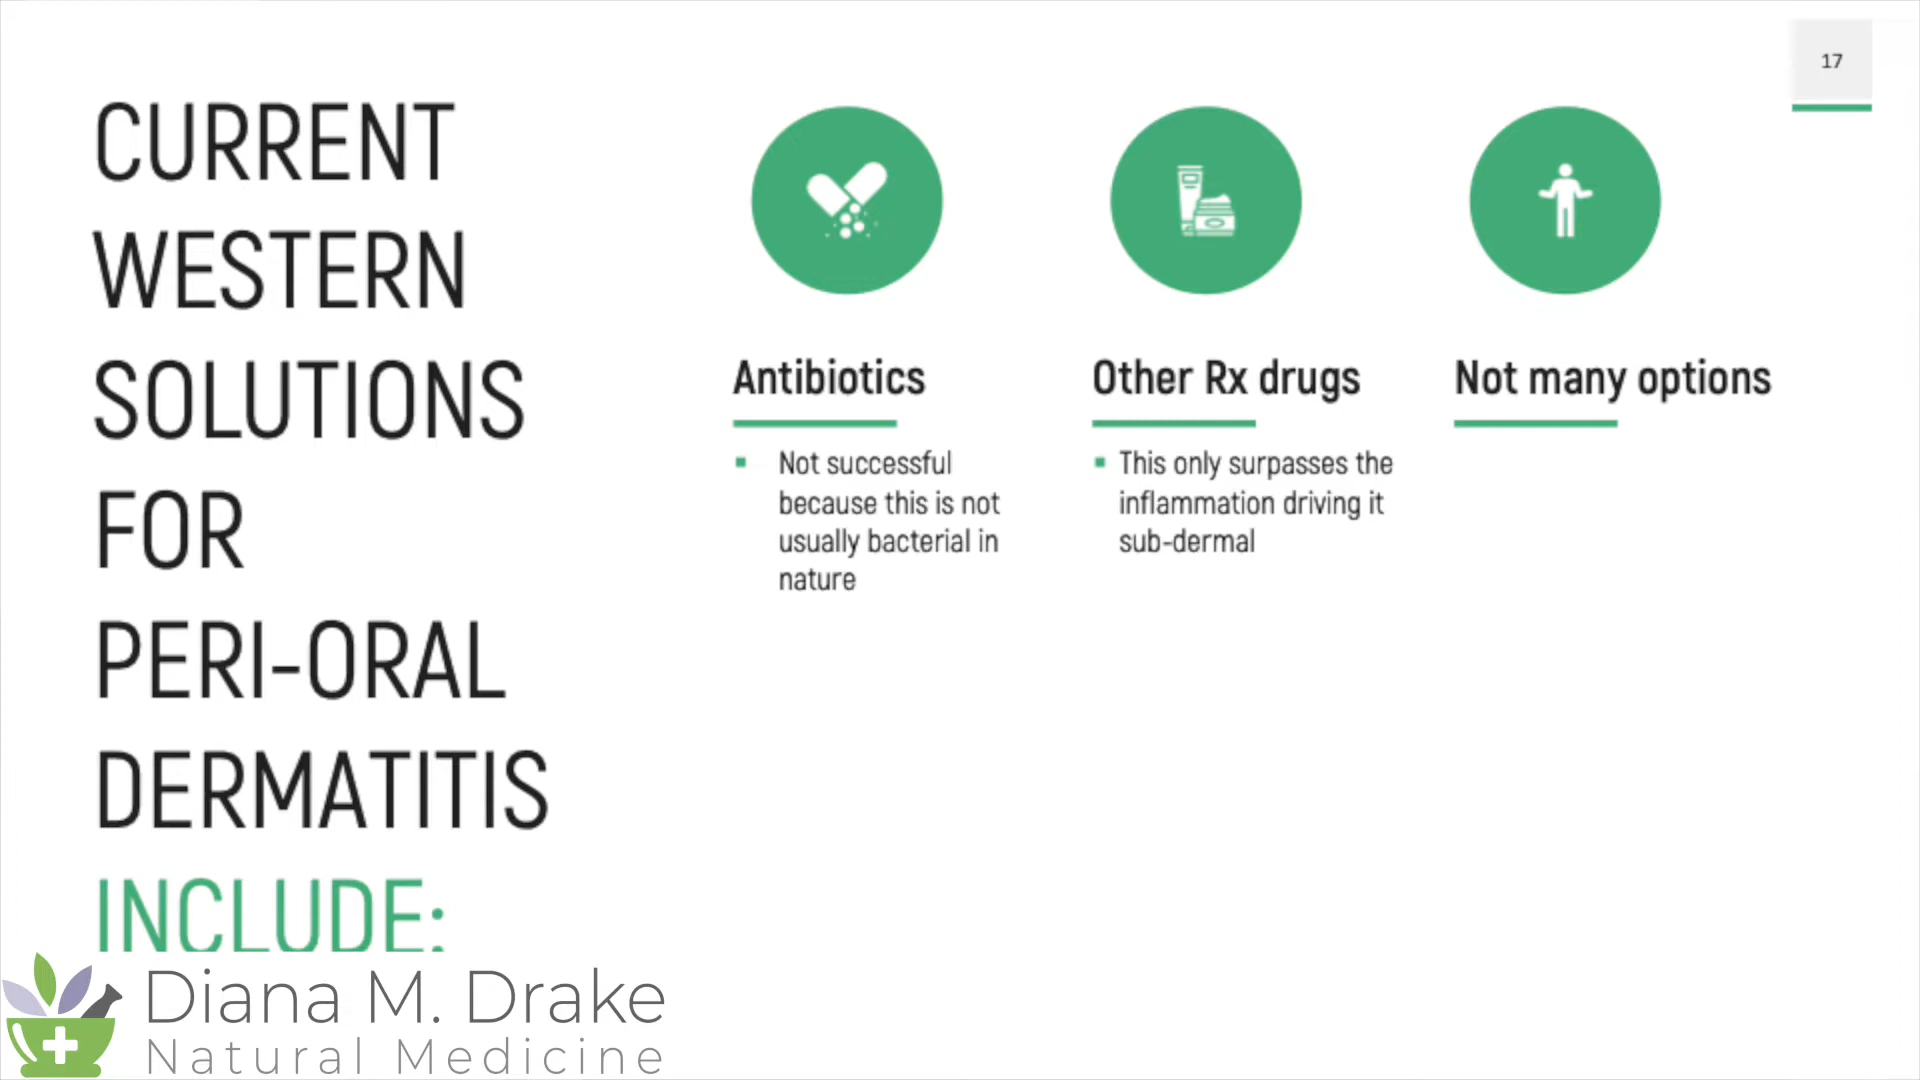 17
CURRENT
WESTERN
SOLUTIONS
FOR
PERI-ORAL
DERMATITIS
INCLUDE:
Antibiotics
Not successful
because this is not
usually bacterial in
nature
Other Rx drugs
This only surpasses the
inflammation driving it
sub-dermal
Not many options
Diana M. Drake
Natural Medicine